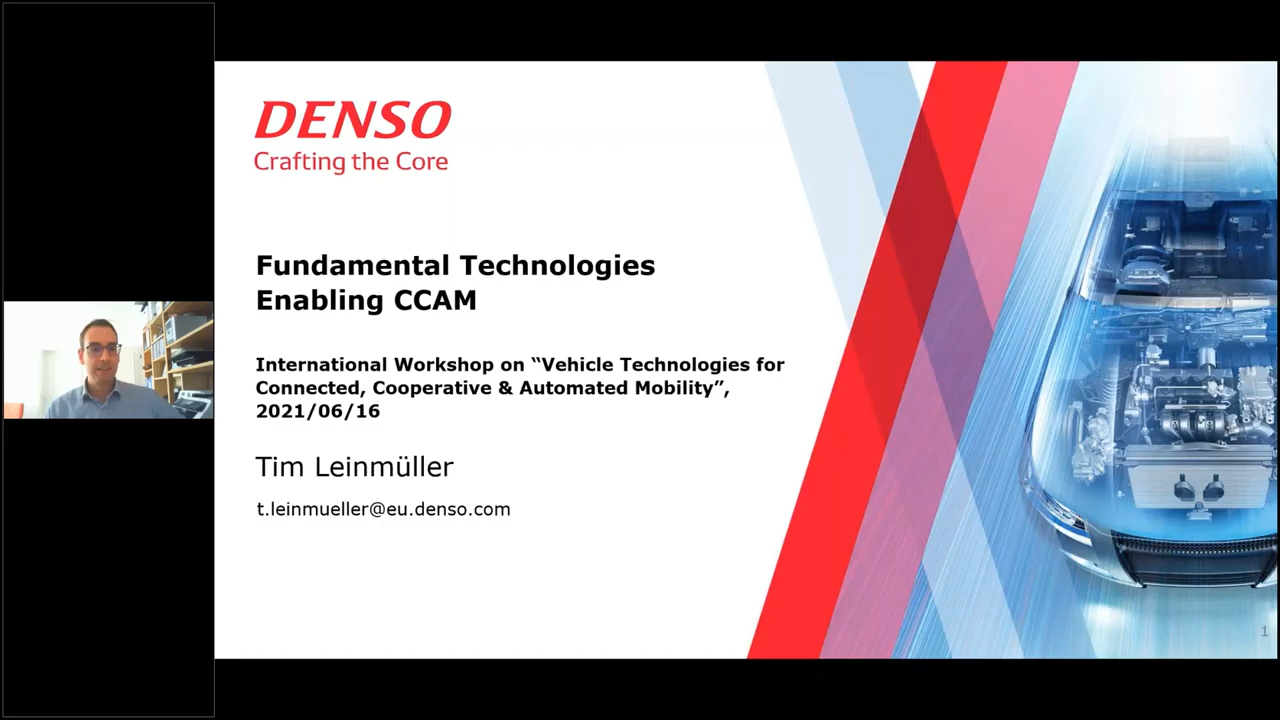 DENSO
Crafting the Core
Fundamental Technologies
Enabling CCAM
International Workshop on “Vehicle Technologies for
Connected, Cooperative & Automated Mobility”,
2021/06/16
Tim Leinmüller
t.leinmueller@eu.denso.com
1